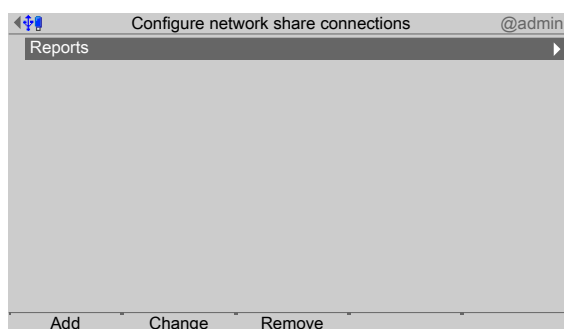 Configure network share connections @admin
Reports
Add Change Remove